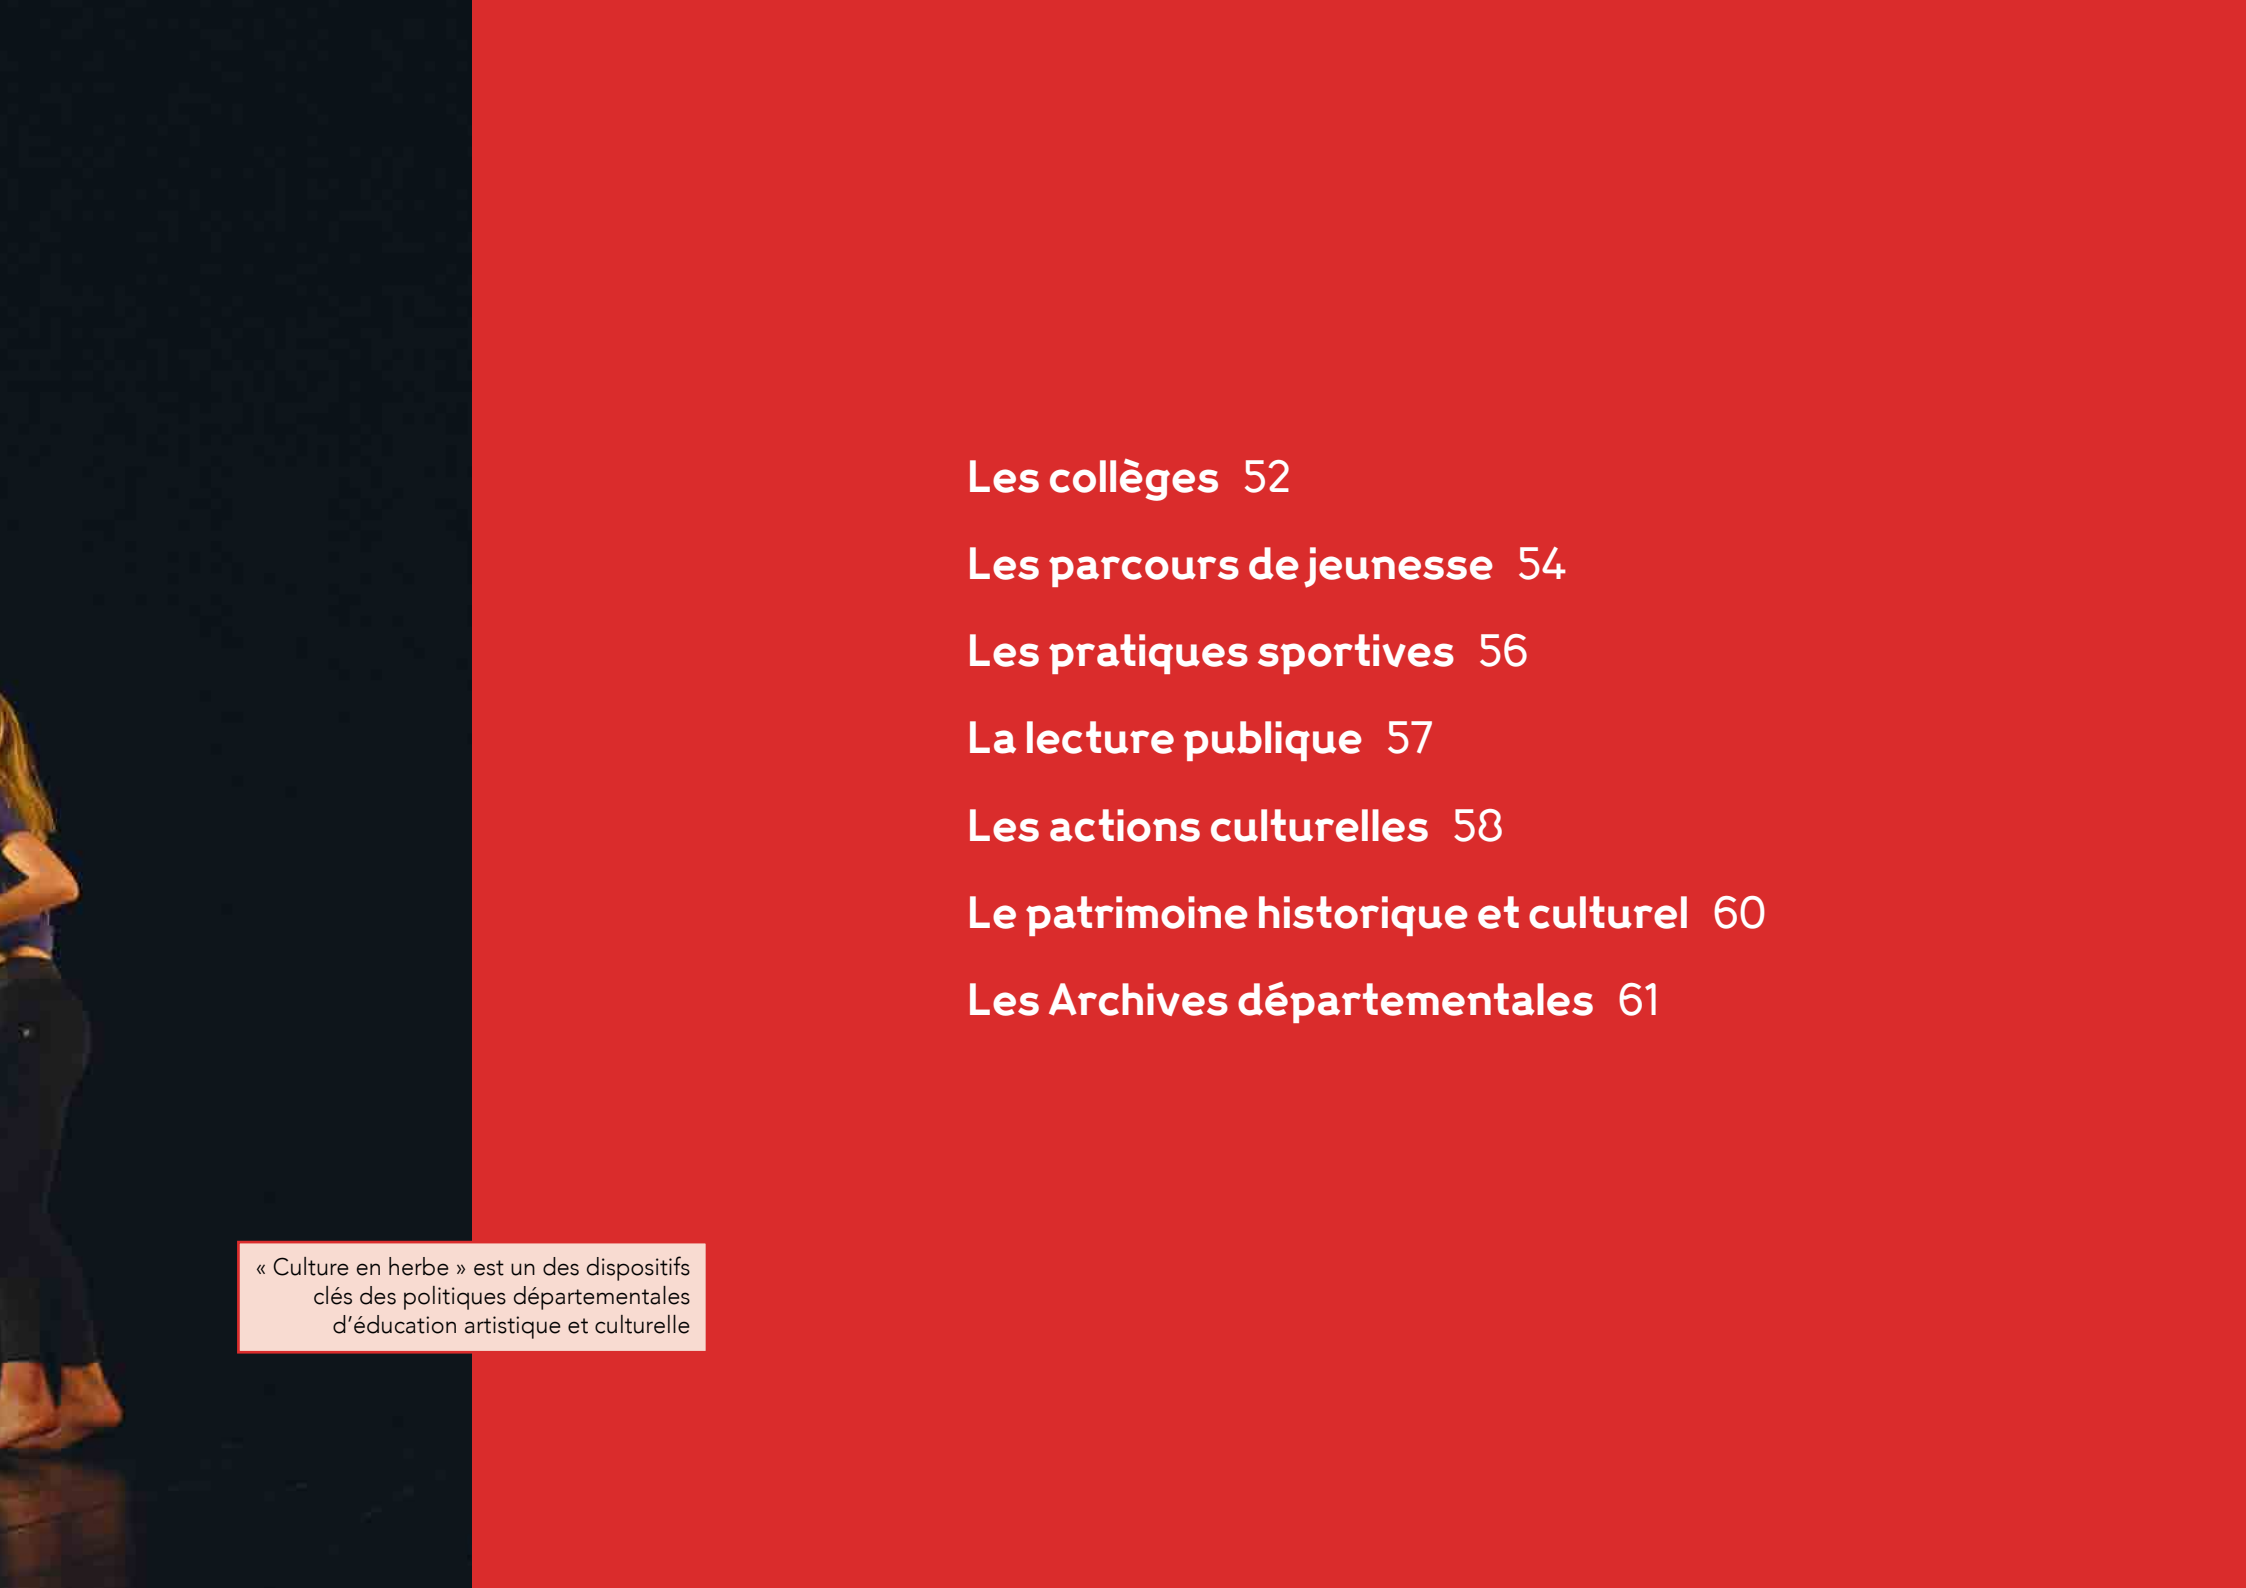 Les collèges 52
Les parcours de jeunesse 54
Les pratiques sportives 56
La lecture publique 57
Les actions culturelles 58
Le patrimoine historique et culturel 60
Les Archives départementales 61
« Culture en herbe » est un des dispositifs
clés des politiques départementales
d’éducation artistique et culturelle